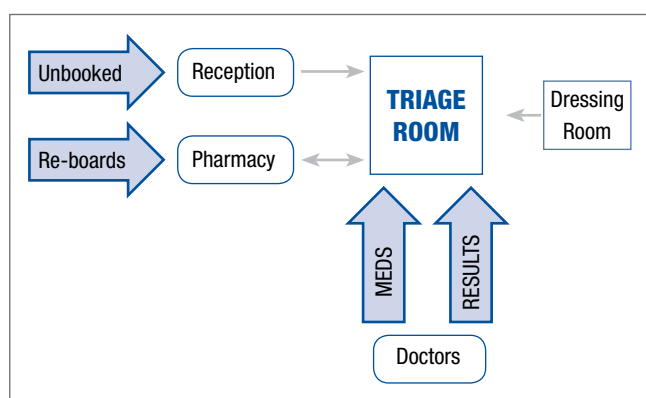 Unbooked
Reception
TRIAGE
ROOM
Dressing
Room
Re-boards
Pharmacy
MEDS
RESULTS
Doctors